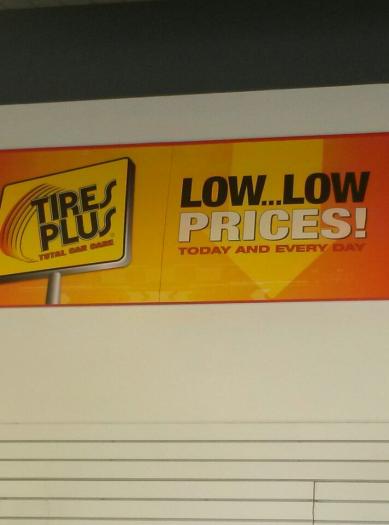 TIRES
PLUS
TOTAL CAR CARE
LOW...LOW
PRICES!
TODAY AND EVERY DAY